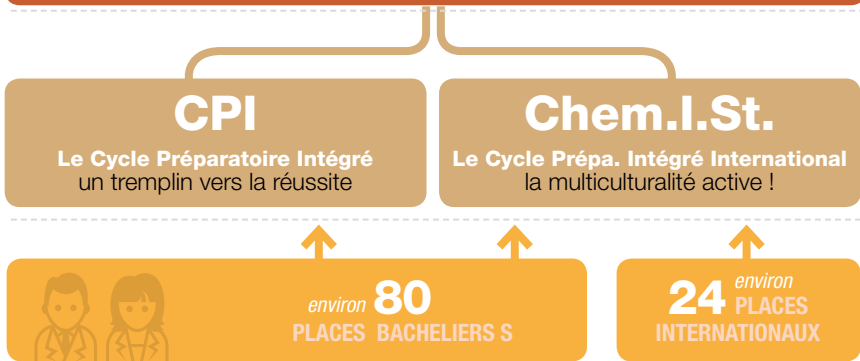 CPI
Le Cycle Préparatoire Intégré
un tremplin vers la réussite
Chem.I.St.
Le Cycle Prépa. Intégré International
la multiculturalité active !
environ 80
PLACES BACHELIERS S
24 environ PLACES
INTERNATIONAUX